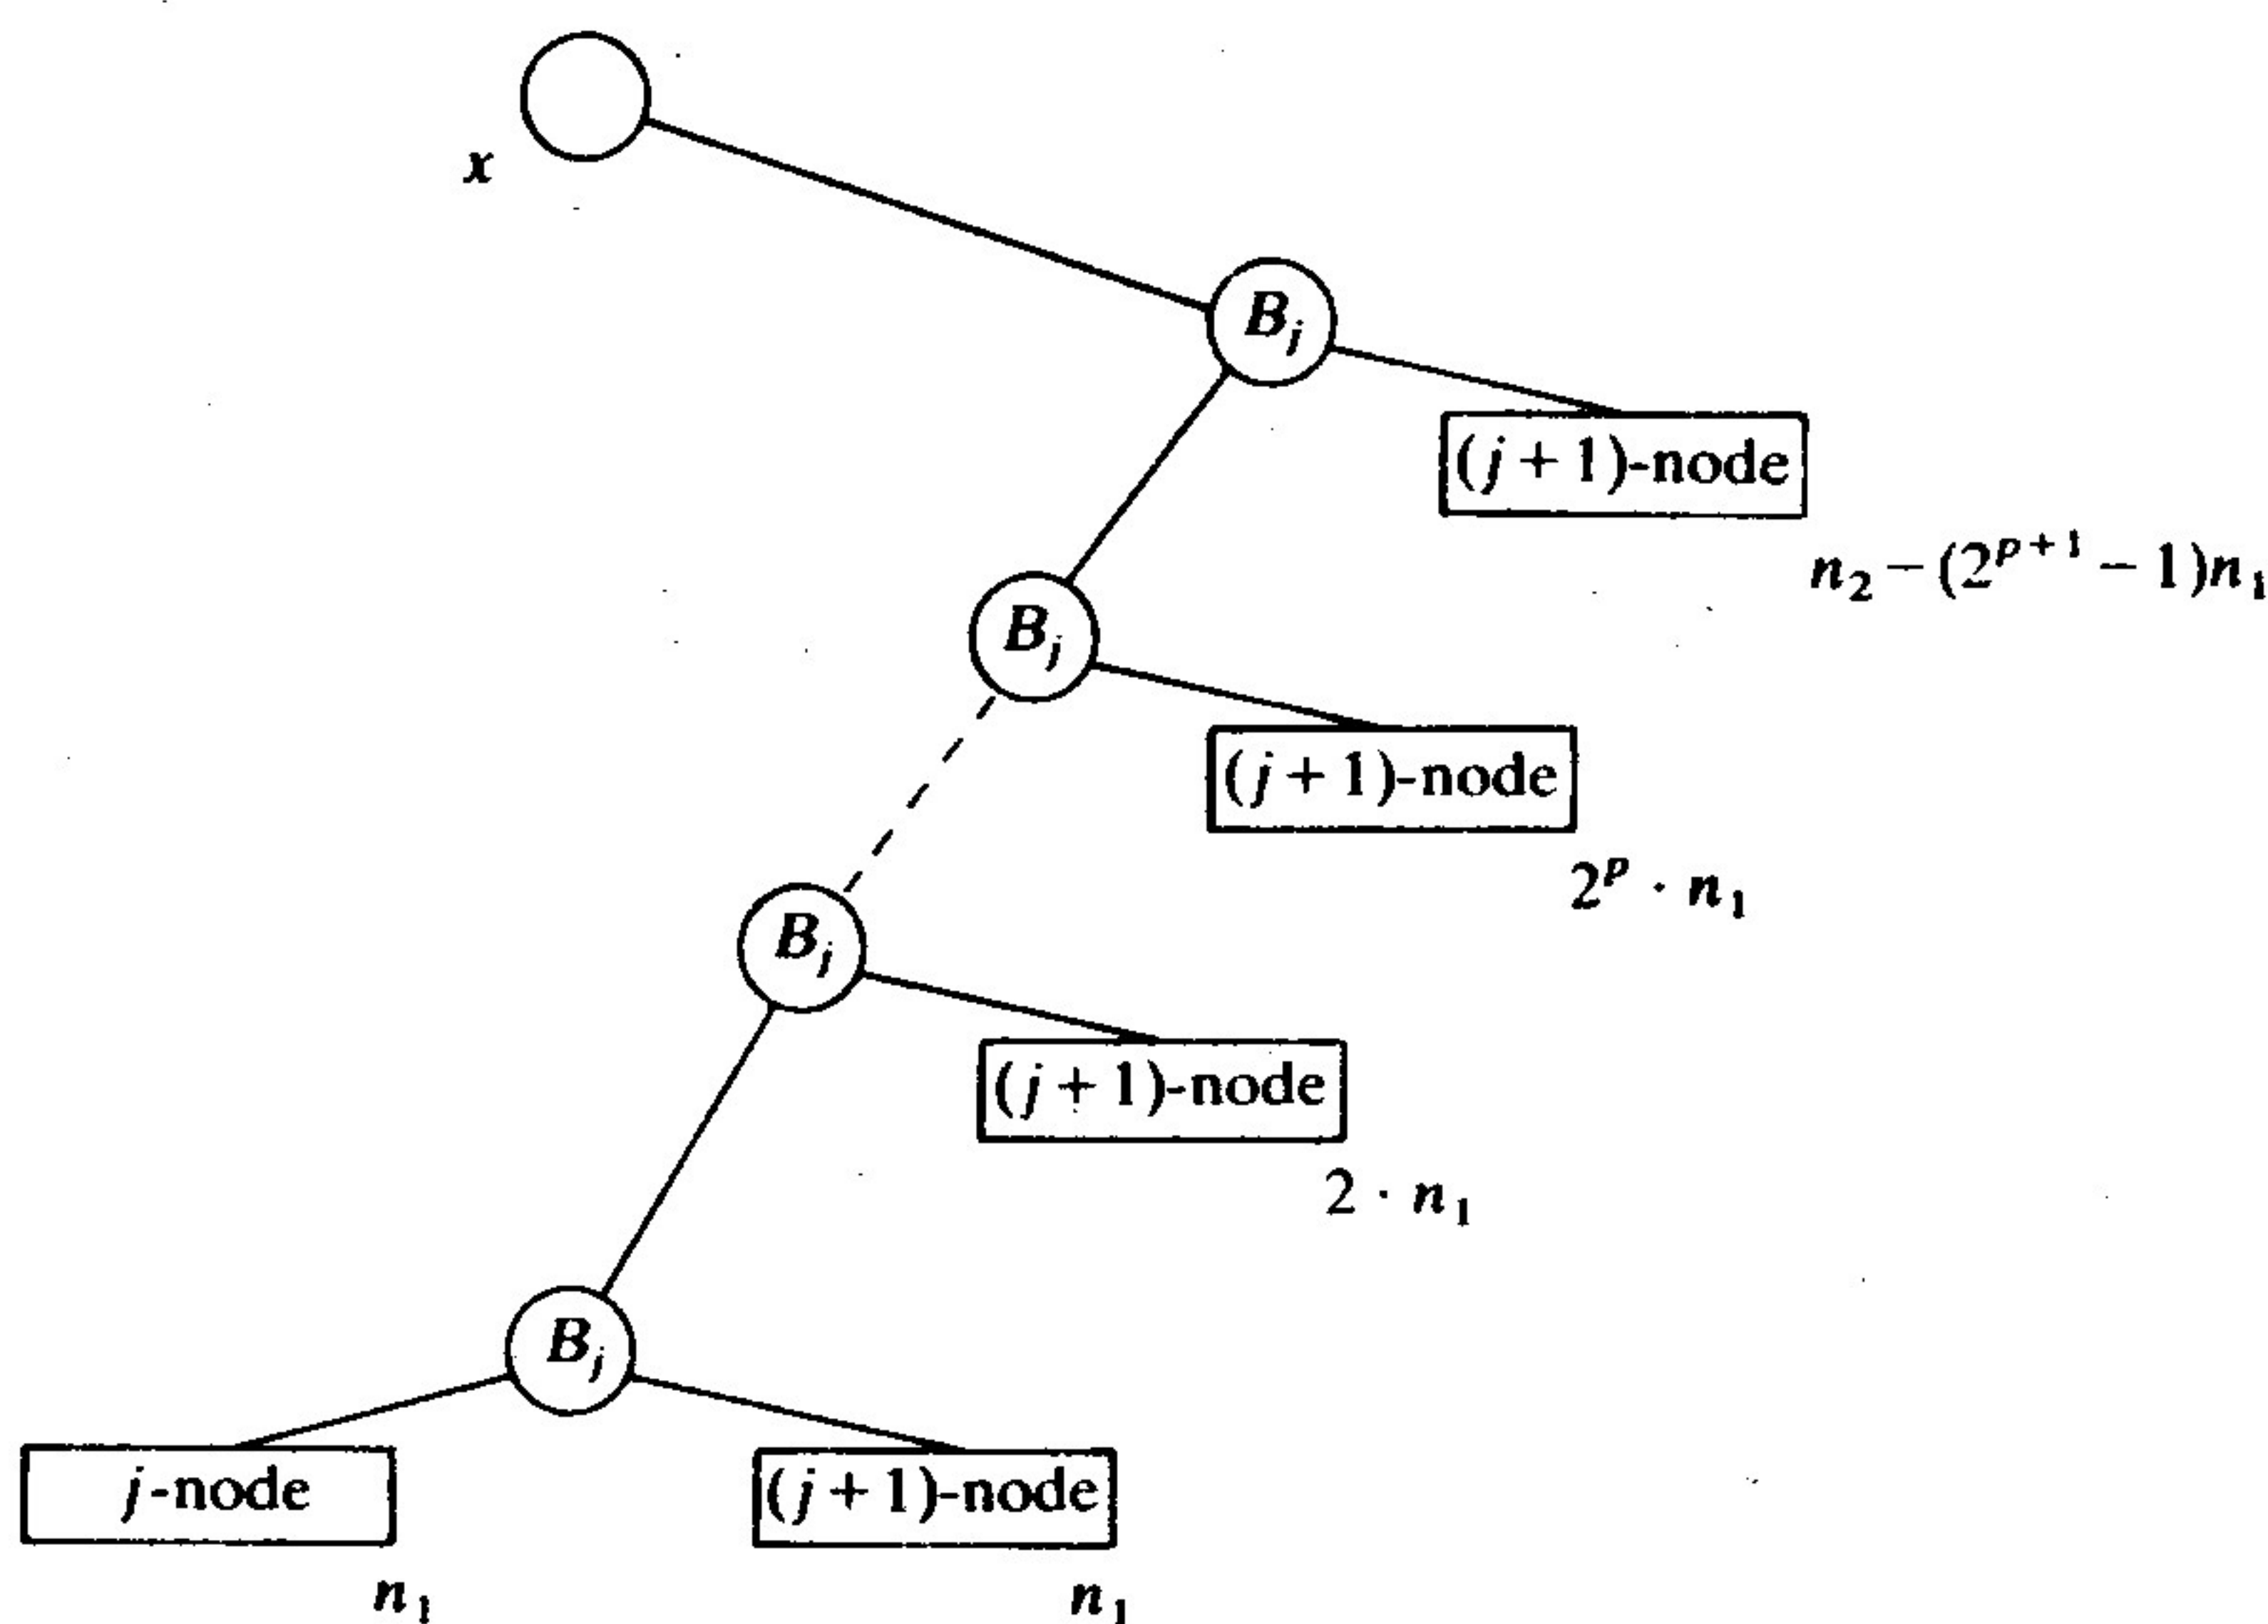 x
B_j
(j + 1)-node
n_2 - (2^{p+1} - 1)n_1
B_j
(j + 1)-node
2^p · n_1
B_j
(j + 1)-node
2 · n_1
B_j
j-node
(j + 1)-node
n_1
n_1